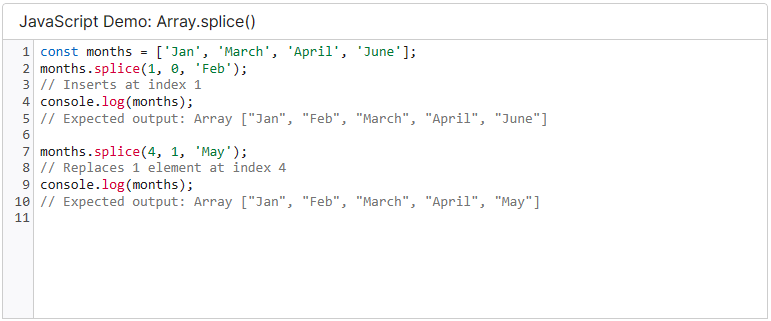 JavaScript Demo: Array.splice()
1 const months = ['Jan', 'March', 'April', 'June'];
2 months.splice(1, 0, 'Feb');
3 // Inserts at index 1
4 console.log(months);
5 // Expected output: Array ["Jan", "Feb", "March", "April", "June"]
6
7 months.splice(4, 1, 'May');
8 // Replaces 1 element at index 4
9 console.log(months);
10 // Expected output: Array ["Jan", "Feb", "March", "April", "May"]
11